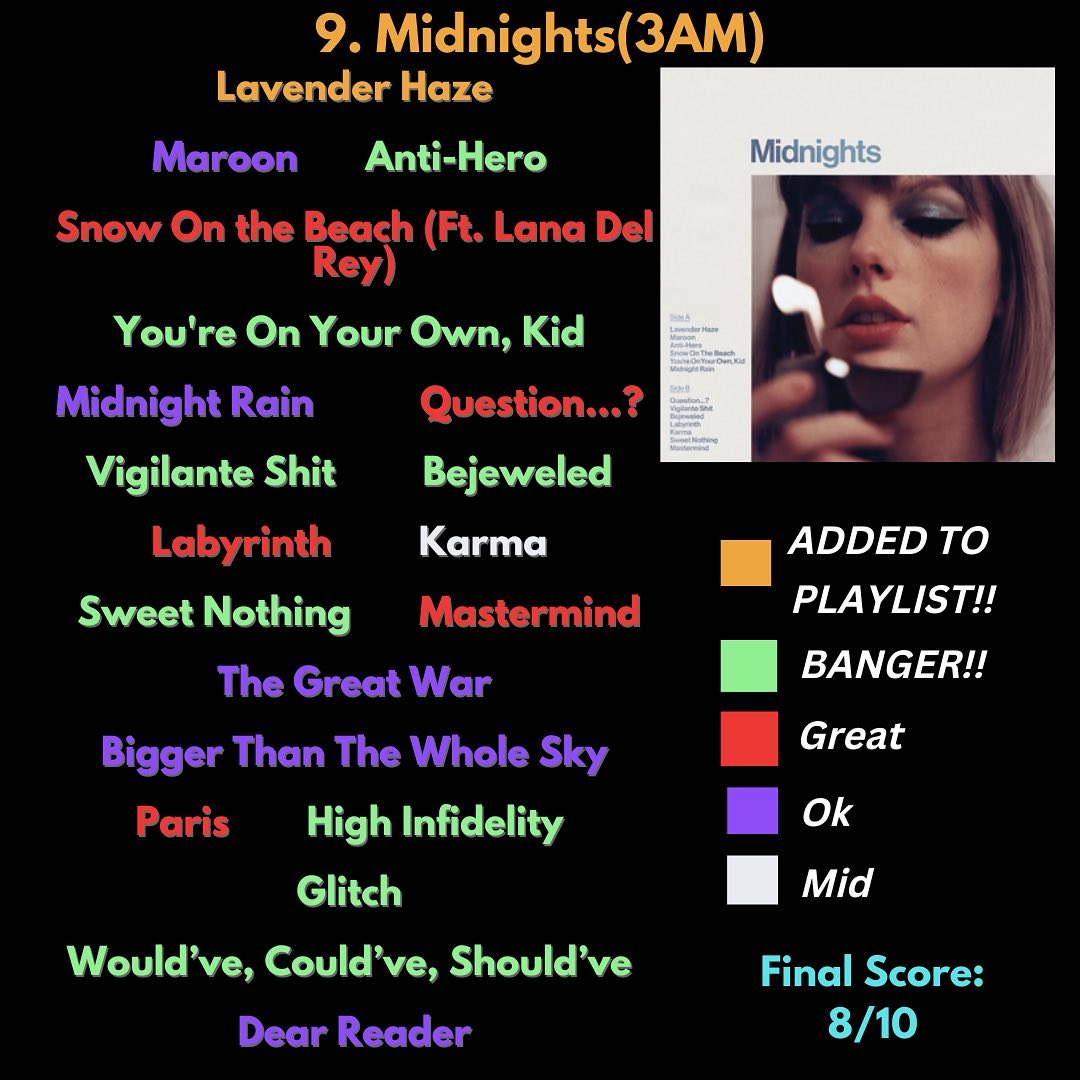 9. Midnights(3AM)
Lavender Haze
Maroon Anti-Hero
Snow On the Beach (Ft. Lana Del
Rey)
You're On Your Own, Kid
Midnight Rain Question...?
Vigilante Shit Bejeweled
Labyrinth Karma
Sweet Nothing Mastermind
The Great War
Bigger Than The Whole Sky
Paris High Infidelity
Glitch
Would’ve, Could’ve, Should’ve
Dear Reader
Midnights
Side A
Lavender Haze
Maroon
Anti-Hero
Snow On The Beach
You're On Your Own, Kid
Midnight Rain
Side B
Question...?
Vigilante Shit
Bejeweled
Labyrinth
Karma
Sweet Nothing
Mastermind
ADDED TO
PLAYLIST!!
BANGER!!
Great
Ok
Mid
Final Score:
8/10